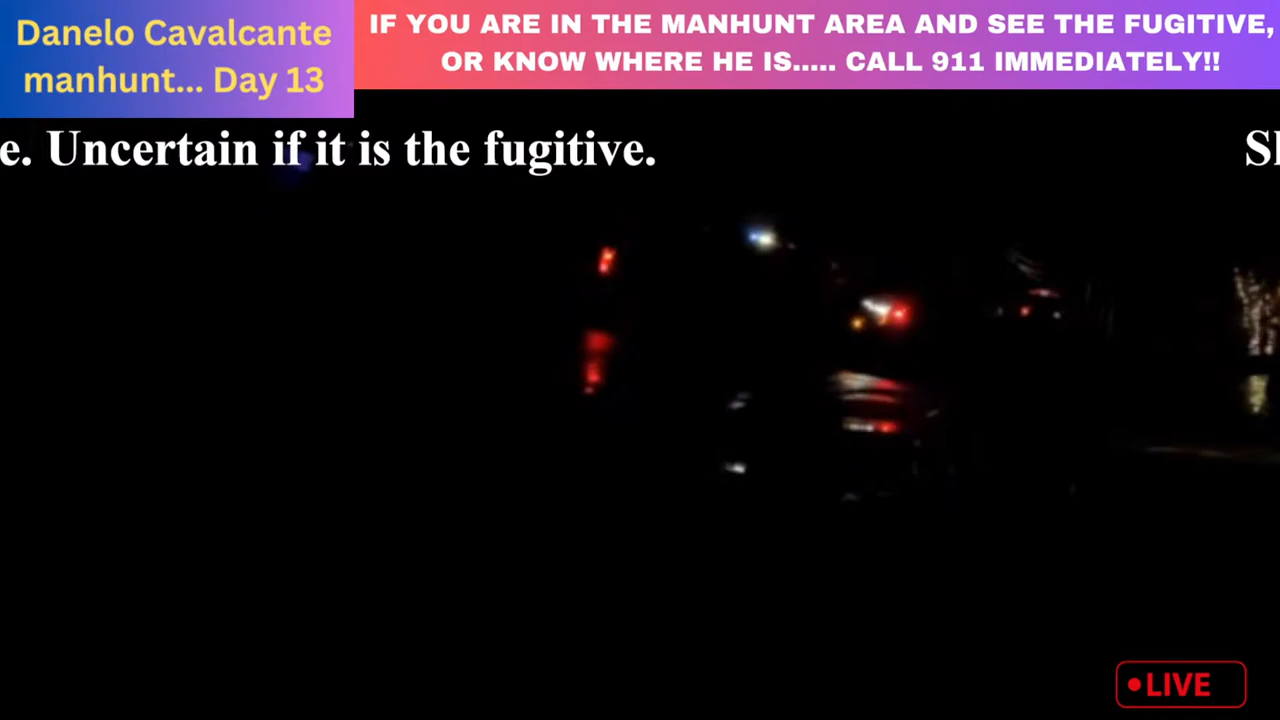 Danelo Cavalcante
manhunt... Day 13
IF YOU ARE IN THE MANHUNT AREA AND SEE THE FUGITIVE,
OR KNOW WHERE HE IS..... CALL 911 IMMEDIATELY!!
e. Uncertain if it is the fugitive.
LIVE